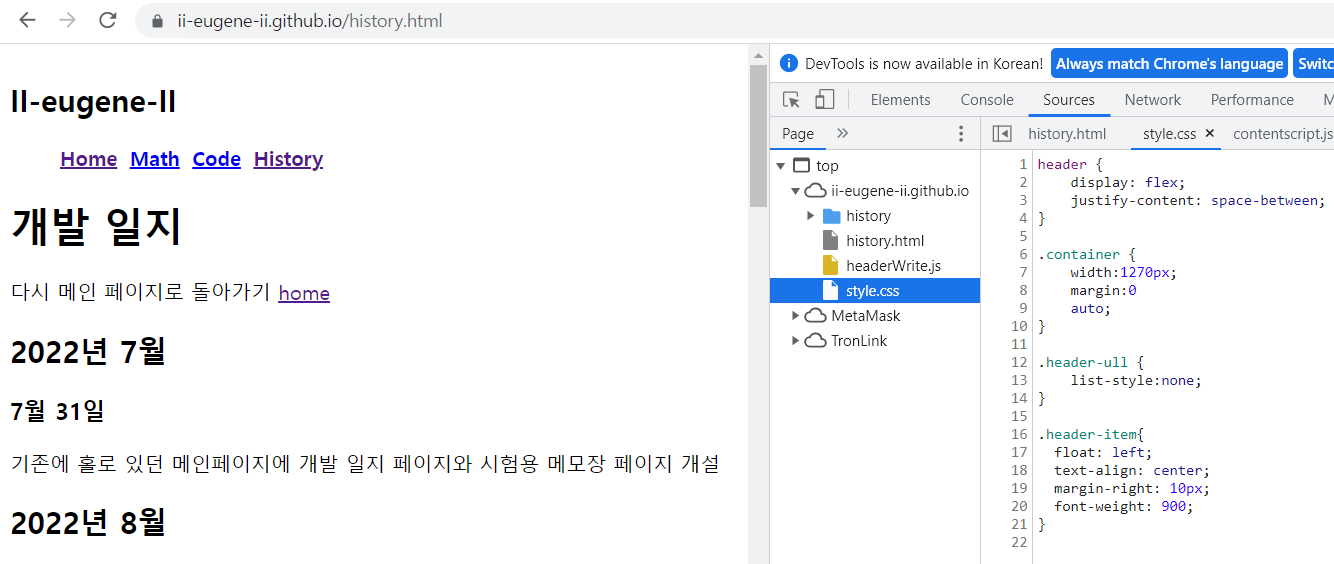 ii-eugene-ii.github.io/history.html
II-eugene-II
Home Math Code History
개발 일지
다시 메인 페이지로 돌아가기 home
2022년 7월
7월 31일
기존에 홀로 있던 메인페이지에 개발 일지 페이지와 시험용 메모장 페이지 개설
2022년 8월
DevTools is now available in Korean! Always match Chrome's language Switc
Elements Console Sources Network Performance M
Page » history.html style.css × contentscript.js
top
ii-eugene-ii.github.io
history
history.html
headerWrite.js
style.css
MetaMask
TronLink
1 header {
2 display: flex;
3 justify-content: space-between;
4 }
5
6 .container {
7 width:1270px;
8 margin:0
9 auto;
10 }
11
12 .header-ull {
13 list-style:none;
14 }
15
16 .header-item{
17 float: left;
18 text-align: center;
19 margin-right: 10px;
20 font-weight: 900;
21 }
22